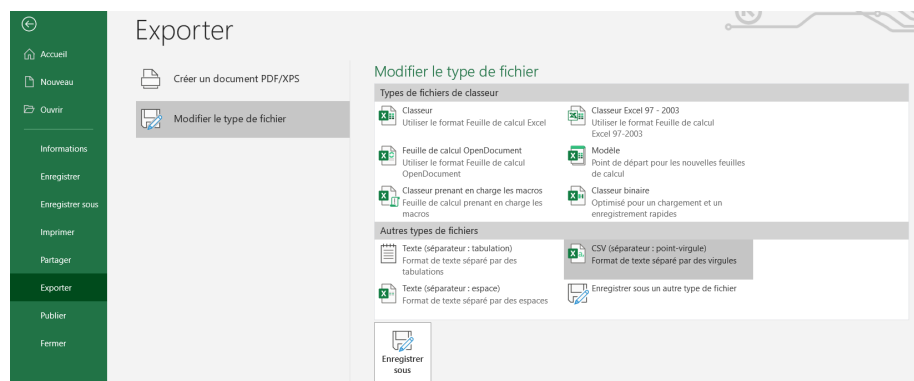 Exporter
Accueil
Nouveau
Ouvrir
Informations
Enregistrer
Enregistrer sous
Imprimer
Partager
Exporter
Publier
Fermer
Créer un document PDF/XPS
Modifier le type de fichier
Modifier le type de fichier
Types de fichiers de classeur
Classeur
Utiliser le format Feuille de calcul Excel
Classeur Excel 97 - 2003
Utiliser le format Feuille de calcul
Excel 97-2003
Feuille de calcul OpenDocument
Utiliser le format Feuille de calcul
OpenDocument
Modèle
Point de départ pour les nouvelles feuilles
de calcul
Classeur prenant en charge les macros
Feuille de calcul prenant en charge les
macros
Classeur binaire
Optimisé pour un chargement et un
enregistrement rapides
Autres types de fichiers
Texte (séparateur : tabulation)
Format de texte séparé par des
tabulations
CSV (séparateur : point-virgule)
Format de texte séparé par des virgules
Texte (séparateur : espace)
Format de texte séparé par des espaces
Enregistrer sous un autre type de fichier
Enregistrer
sous